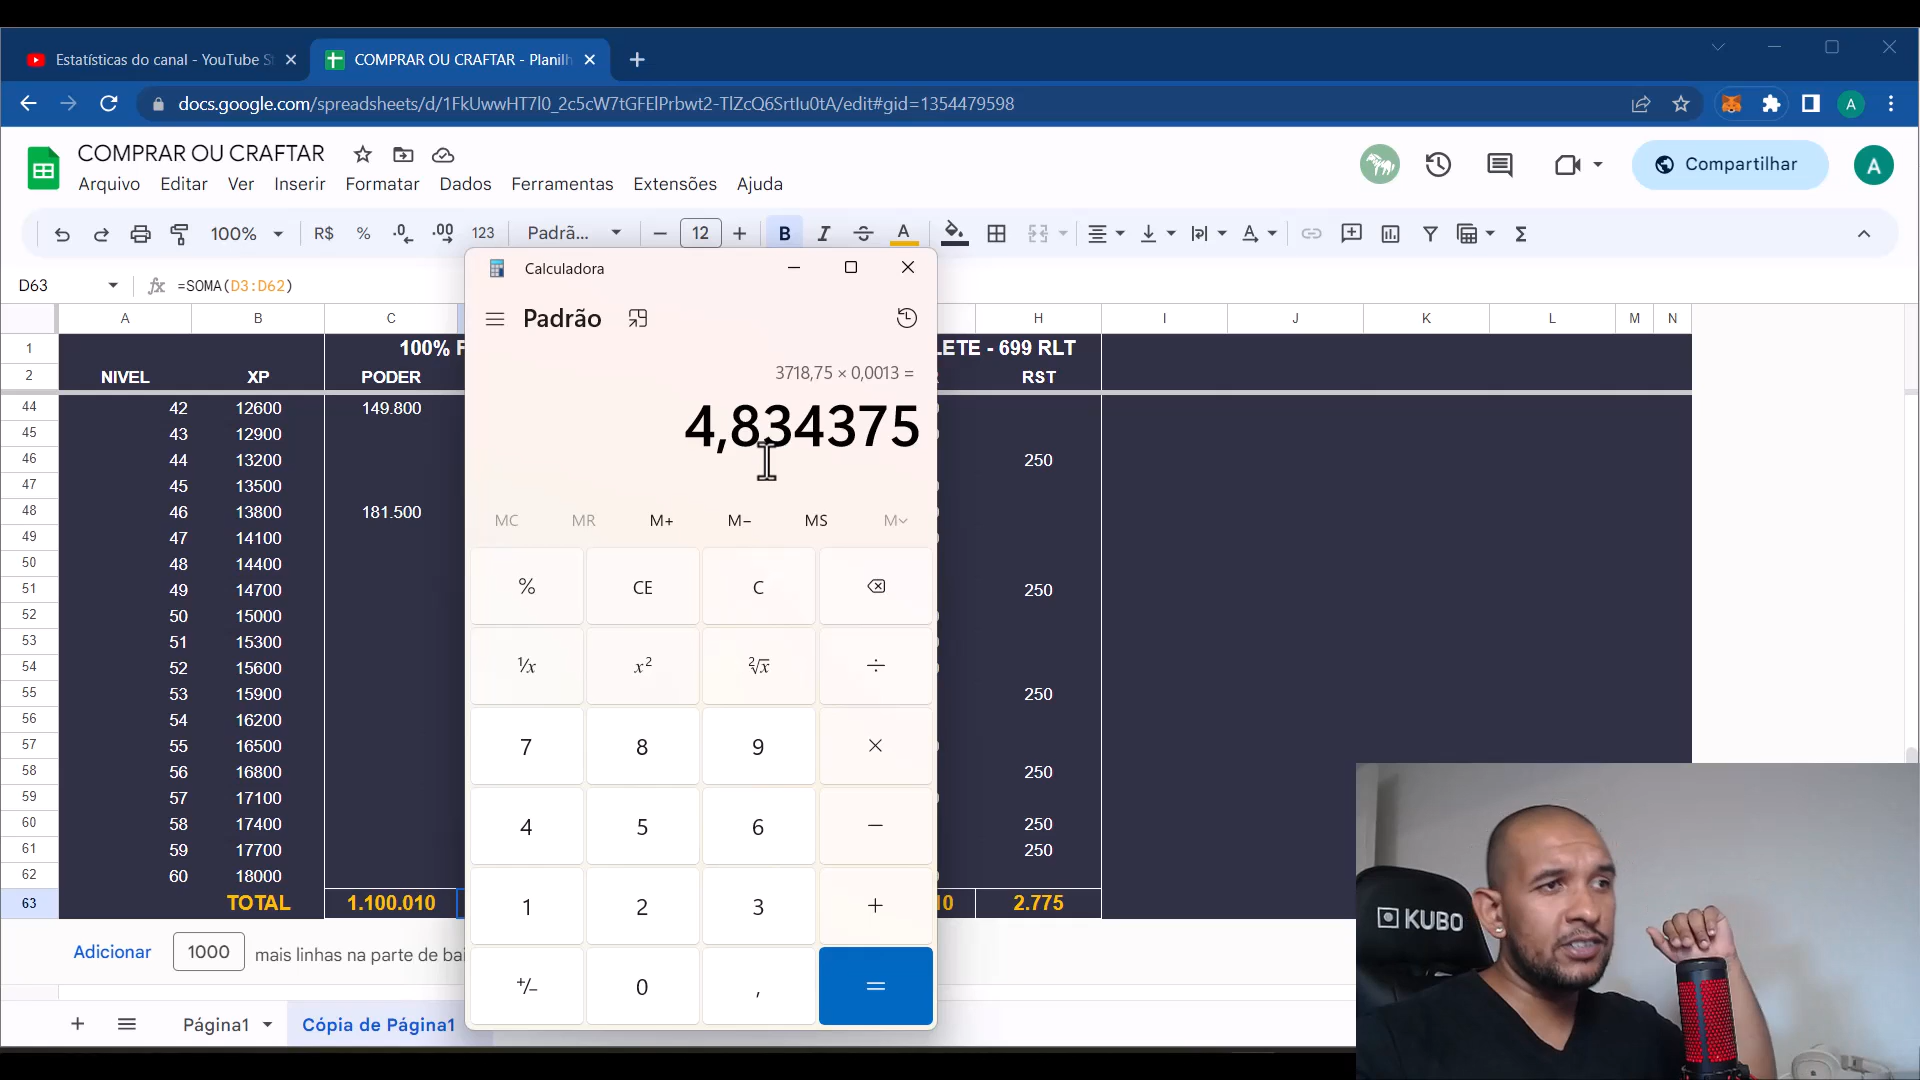 Estatísticas do canal - YouTube S
COMPRAR OU CRAFTAR - Planilh
docs.google.com/spreadsheets/d/1FkUwwHT7l0_2c5cW7tGFElPrbwt2-TlZcQ6SrtIu0tA/edit#gid=1354479598
A
COMPRAR OU CRAFTAR
Arquivo Editar Ver Inserir Formatar Dados Ferramentas Extensões Ajuda
Compartilhar
A
100% R$ % .0 .00 123 Padrã... 12 B I A Σ
D63 fx =SOMA(D3:D62)
A B C H I J K L M N
1 100% F LETE - 699 RLT
2 NIVEL XP PODER RST
44 42 12600 149.800
45 43 12900
46 44 13200 250
47 45 13500
48 46 13800 181.500
49 47 14100
50 48 14400
51 49 14700 250
52 50 15000
53 51 15300
54 52 15600
55 53 15900 250
56 54 16200
57 55 16500
58 56 16800 250
59 57 17100
60 58 17400 250
61 59 17700 250
62 60 18000
63 TOTAL 1.100.010 10 2.775
Calculadora
Padrão
3718,75 × 0,0013 =
4,834375
MC MR M+ M− MS M
% CE C
1/x x² ²√x ÷
7 8 9 ×
4 5 6 −
1 2 3 +
+/− 0 , =
Adicionar 1000 mais linhas na parte de bai
Página1 Cópia de Página1
KUBO